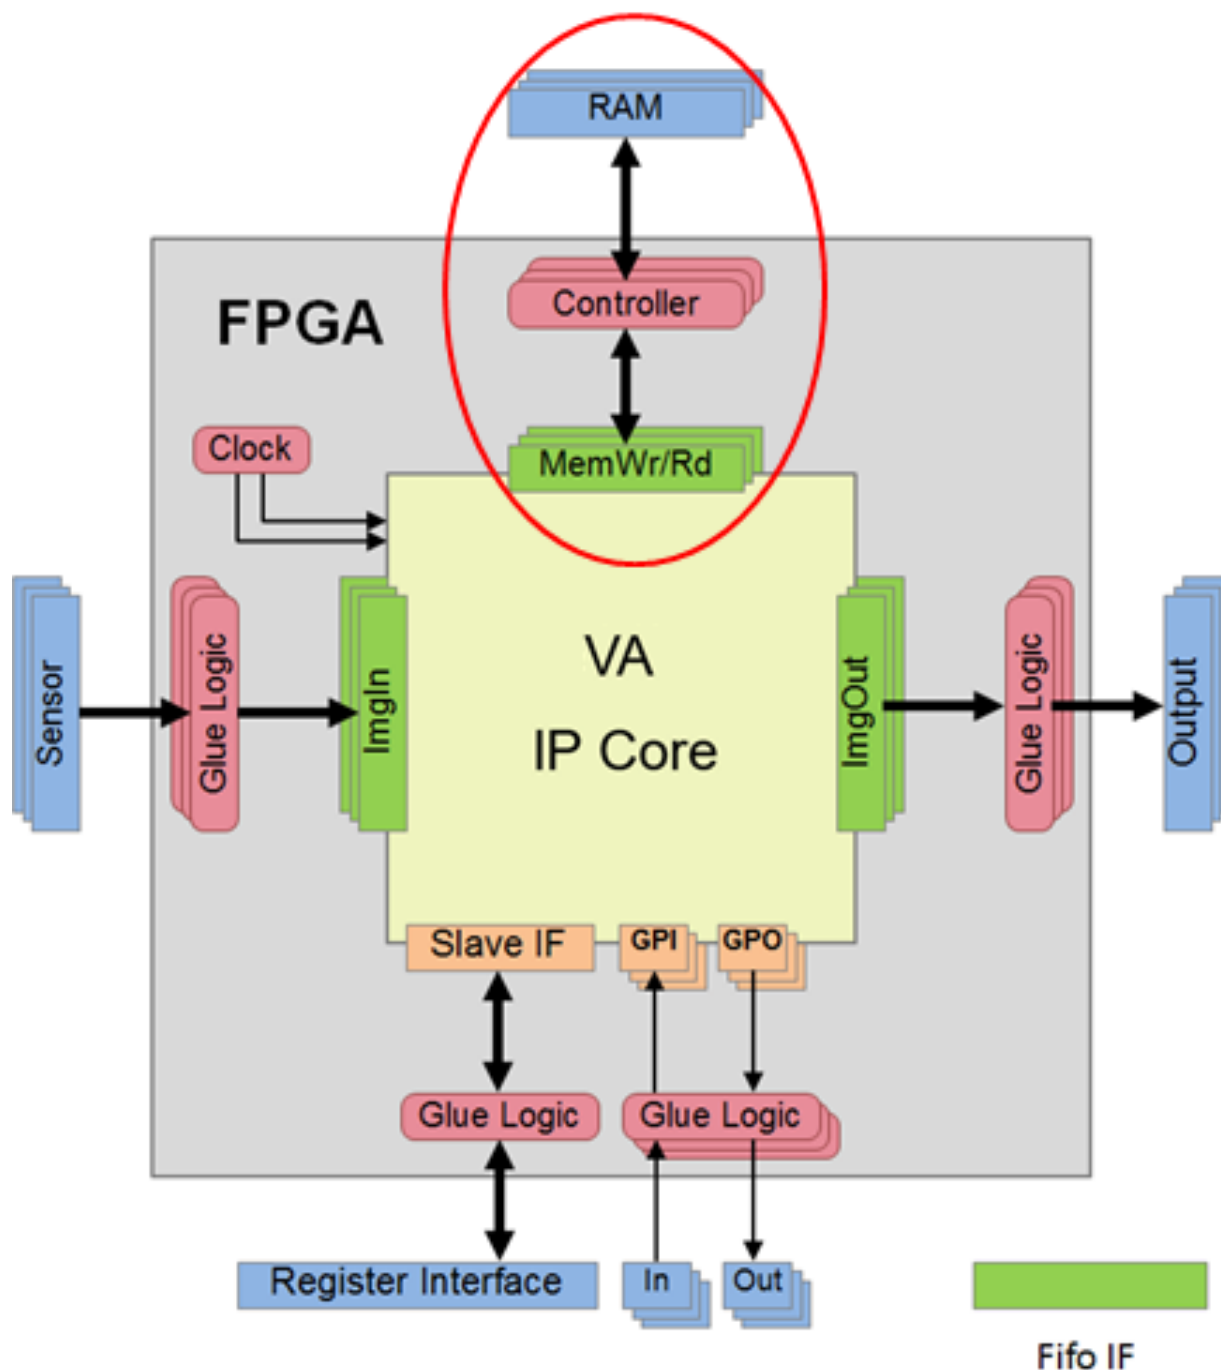 RAM
Controller
FPGA
Clock
MemWr/Rd
Sensor
Glue Logic
ImgIn
VA
IP Core
ImgOut
Glue Logic
Output
Slave IF
GPI
GPO
Glue Logic
Glue Logic
Register Interface
In
Out
Fifo IF